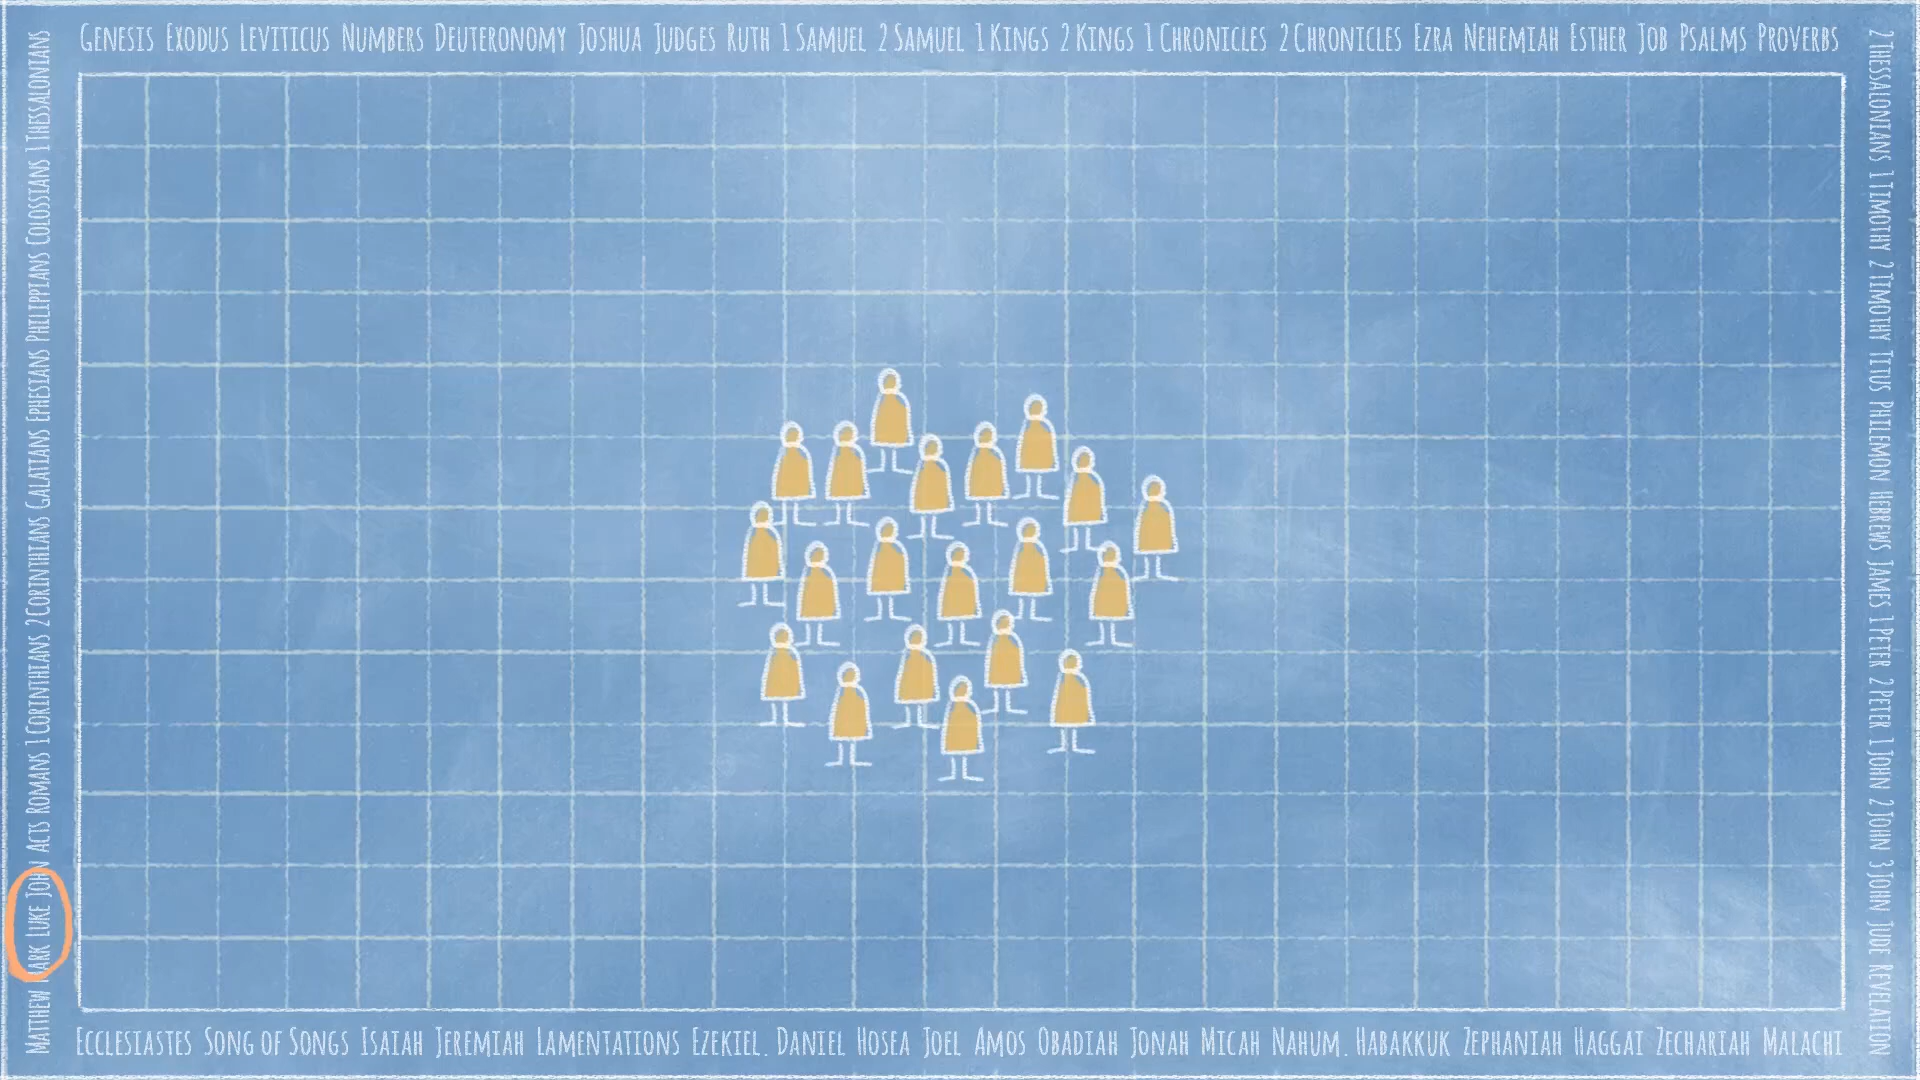 GENESIS EXODUS LEVITICUS NUMBERS DEUTERONOMY JOSHUA JUDGES RUTH 1 SAMUEL 2 SAMUEL 1 KINGS 2 KINGS 1 CHRONICLES 2 CHRONICLES EZRA NEHEMIAH ESTHER JOB PSALMS PROVERBS
ECCLESIASTES SONG OF SONGS ISAIAH JEREMIAH LAMENTATIONS EZEKIEL. DANIEL HOSEA JOEL AMOS OBADIAH JONAH MICAH NAHUM. HABAKKUK ZEPHANIAH HAGGAI ZECHARIAH MALACHI
MATTHEW MARK LUKE JOHN ACTS ROMANS 1 CORINTHIANS 2 CORINTHIANS GALATIANS EPHESIANS PHILIPPIANS COLOSSIANS 1 THESSALONIANS
2 THESSALONIANS 1 TIMOTHY 2 TIMOTHY TITUS PHILEMON HEBREWS JAMES 1 PETER 2 PETER 1 JOHN 2 JOHN 3 JOHN JUDE REVELATION